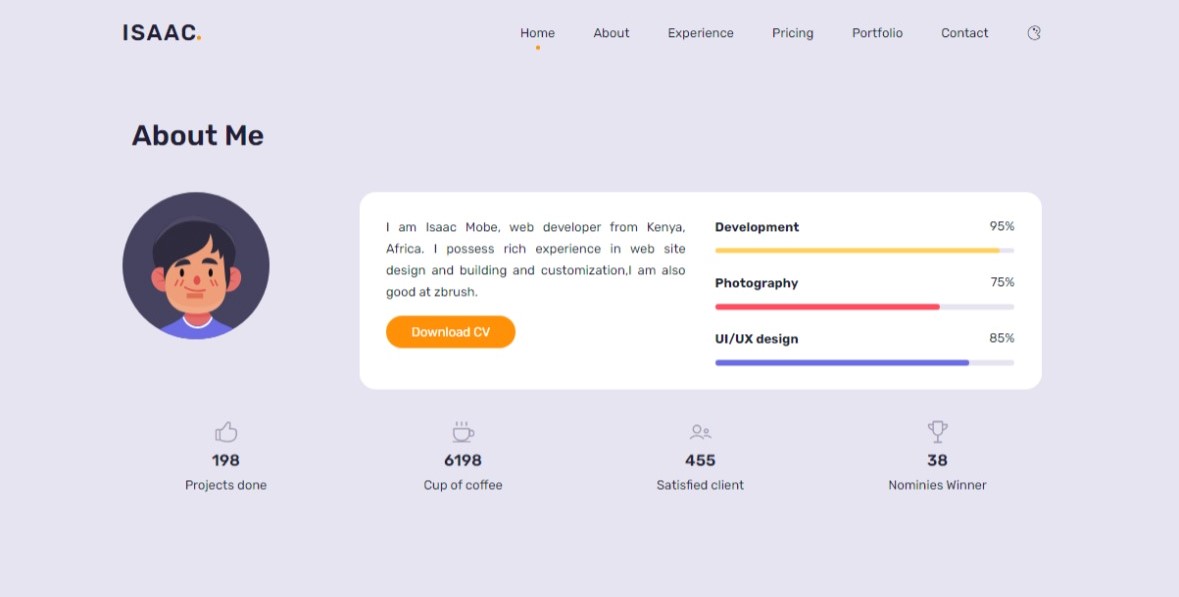 ISAAC.
Home About Experience Pricing Portfolio Contact
About Me
I am Isaac Mobe, web developer from Kenya,
Africa. I possess rich experience in web site
design and building and customization,I am also
good at zbrush.
Download CV
Development 95%
Photography 75%
UI/UX design 85%
198
Projects done
6198
Cup of coffee
455
Satisfied client
38
Nominies Winner